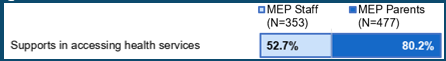 MEP Staff MEP Parents
(N=353) (N=477)
Supports in accessing health services 52.7% 80.2%